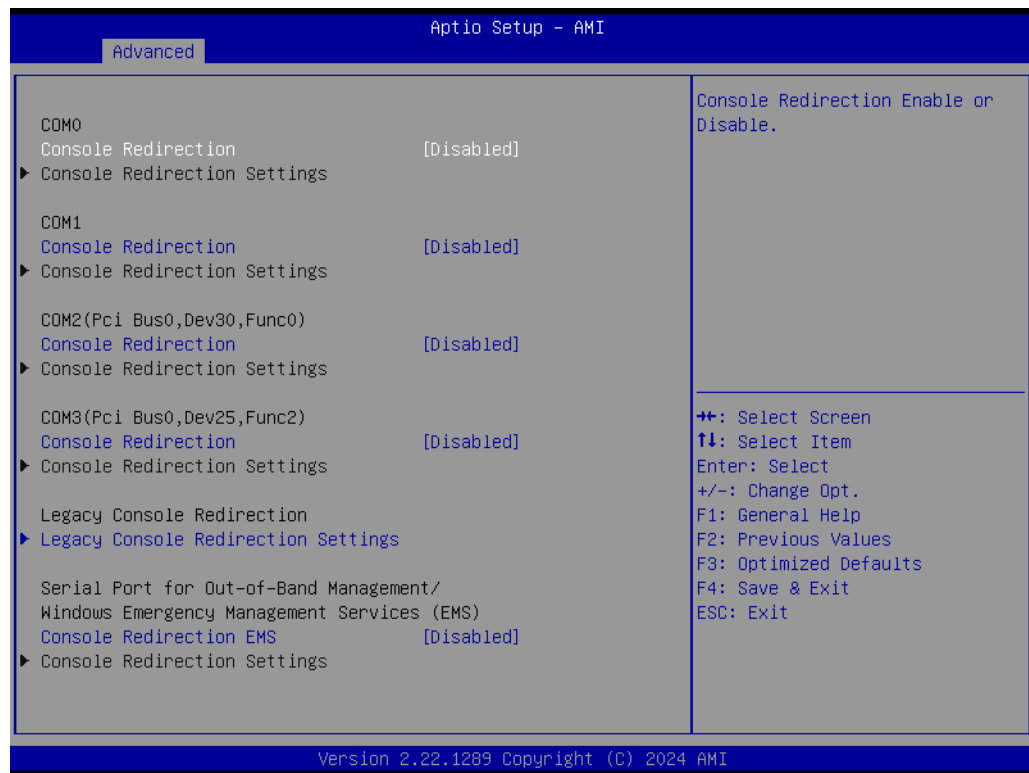 Aptio Setup – AMI
Advanced
COM0
Console Redirection [Disabled]
▶ Console Redirection Settings
COM1
Console Redirection [Disabled]
▶ Console Redirection Settings
COM2(Pci Bus0,Dev30,Func0)
Console Redirection [Disabled]
▶ Console Redirection Settings
COM3(Pci Bus0,Dev25,Func2)
Console Redirection [Disabled]
▶ Console Redirection Settings
Legacy Console Redirection
▶ Legacy Console Redirection Settings
Serial Port for Out-of-Band Management/
Windows Emergency Management Services (EMS)
Console Redirection EMS [Disabled]
▶ Console Redirection Settings
Console Redirection Enable or
Disable.
→←: Select Screen
↑↓: Select Item
Enter: Select
+/-: Change Opt.
F1: General Help
F2: Previous Values
F3: Optimized Defaults
F4: Save & Exit
ESC: Exit
Version 2.22.1289 Copyright (C) 2024 AMI